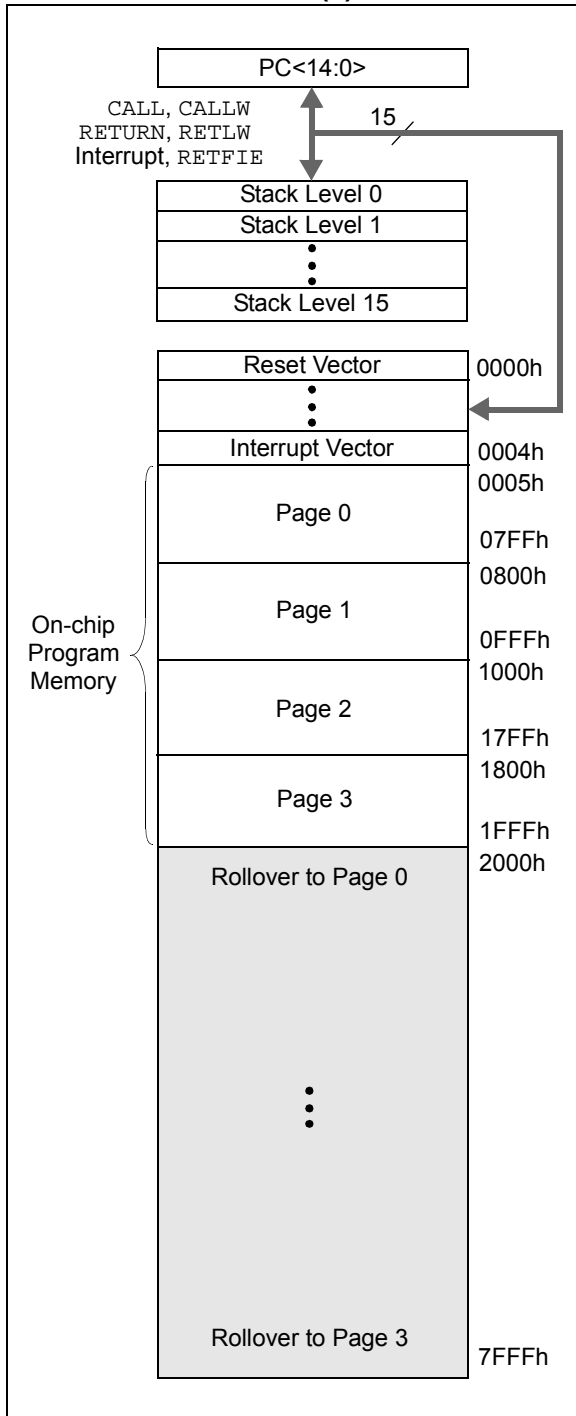 PC<14:0>
CALL, CALLW
RETURN, RETLW
Interrupt, RETFIE
15
Stack Level 0
Stack Level 1
Stack Level 15
Reset Vector
0000h
Interrupt Vector
0004h
0005h
Page 0
07FFh
0800h
Page 1
0FFFh
On-chip
Program
Memory
1000h
Page 2
17FFh
1800h
Page 3
1FFFh
2000h
Rollover to Page 0
Rollover to Page 3
7FFFh